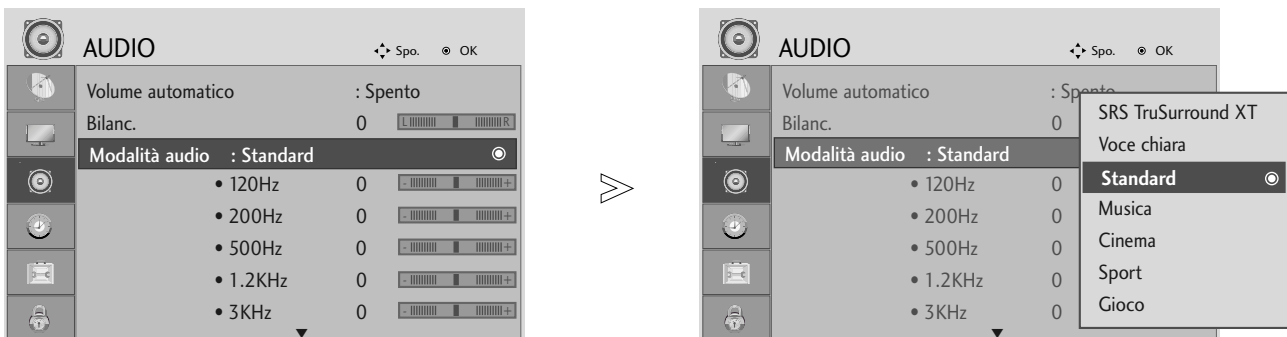 AUDIO
Spo. OK
Volume automatico : Spento
Bilanc. 0 L R
Modalità audio : Standard
• 120Hz 0 - +
• 200Hz 0 - +
• 500Hz 0 - +
• 1.2KHz 0 - +
• 3KHz 0 - +
AUDIO
Spo. OK
Volume automatico : Spento
Bilanc. 0
Modalità audio : Standard
• 120Hz 0
• 200Hz 0
• 500Hz 0
• 1.2KHz 0
• 3KHz 0
SRS TruSurround XT
Voce chiara
Standard
Musica
Cinema
Sport
Gioco